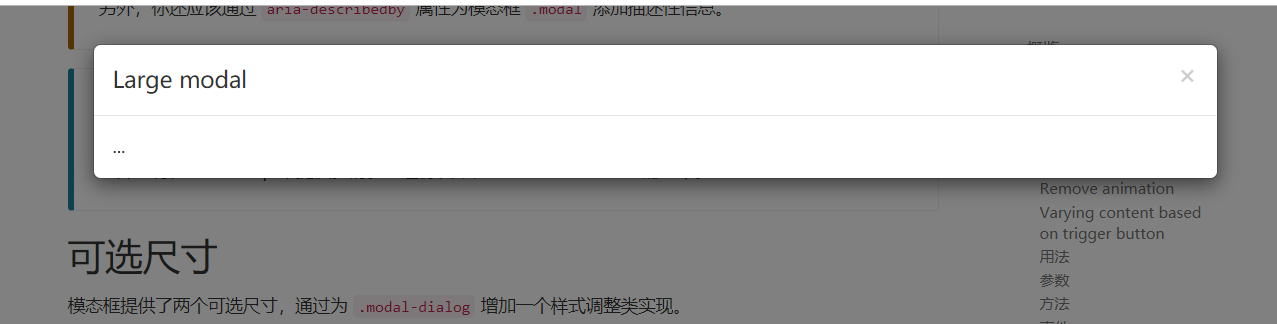 另外，你还应该通过 aria-describedby 属性为模态框 .modal 添加描述性信息。
概览
Large modal
×
...
Remove animation
Varying content based
on trigger button
用法
参数
方法
可选尺寸
模态框提供了两个可选尺寸，通过为 .modal-dialog 增加一个样式调整类实现。